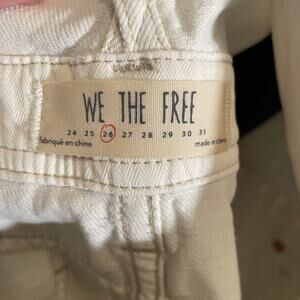 WE THE FREE
24 25 26 27 28 29 30 31
fabriqué en chine made in china